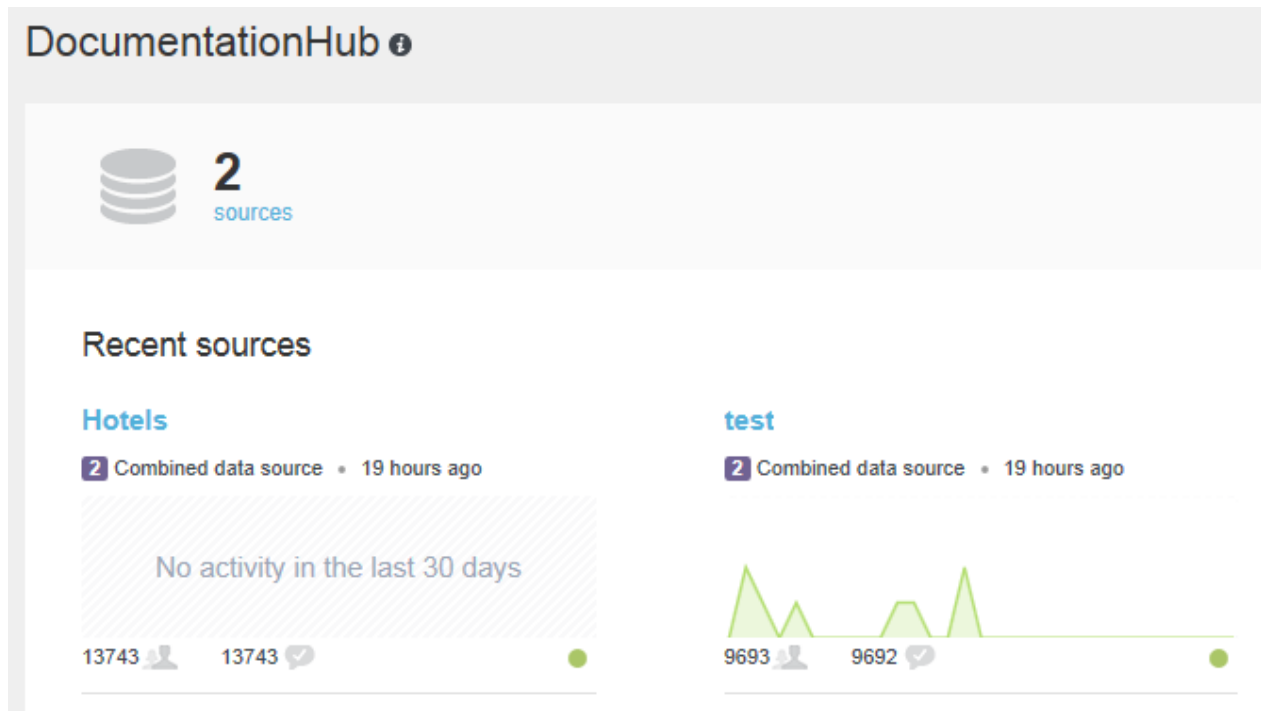 DocumentationHub
2
sources
Recent sources
Hotels
2 Combined data source • 19 hours ago
No activity in the last 30 days
13743 13743
test
2 Combined data source • 19 hours ago
9693 9692